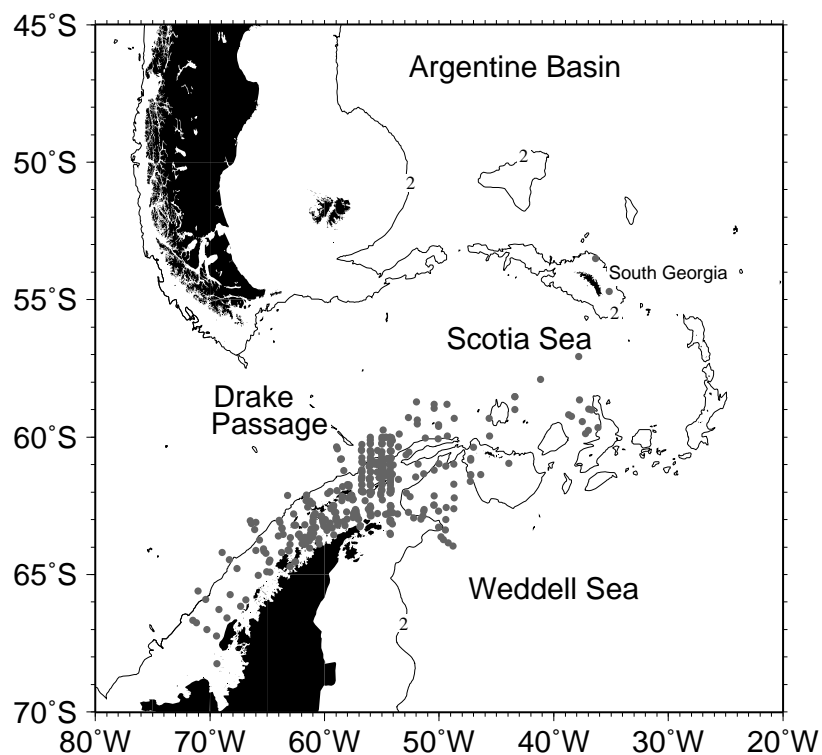 45°S
Argentine Basin
2
50°S
2
South Georgia
2
55°S
Scotia Sea
Drake
Passage
60°S
65°S
Weddell Sea
2
70°S
80°W 70°W 60°W 50°W 40°W 30°W 20°W